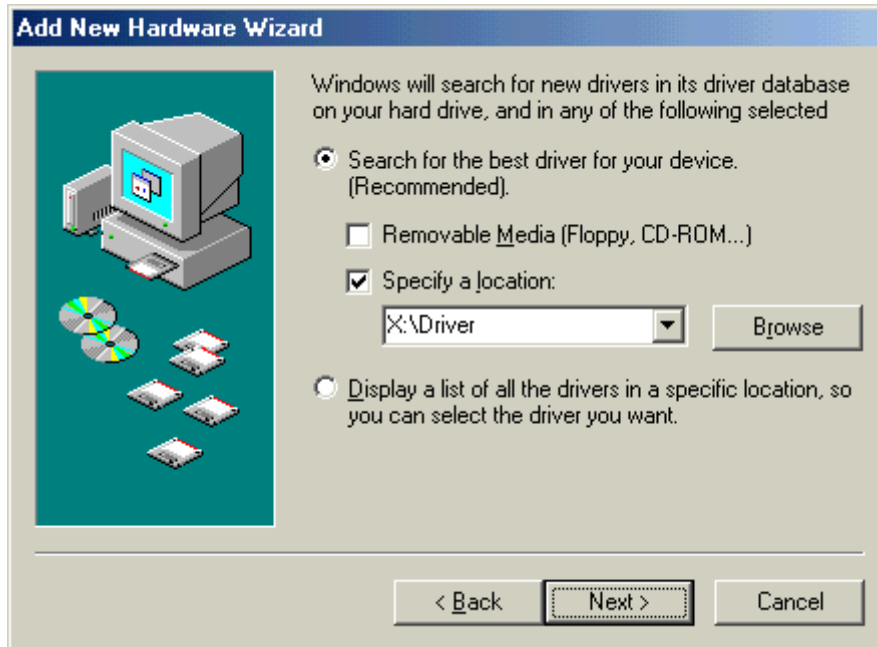 Add New Hardware Wizard
Windows will search for new drivers in its driver database
on your hard drive, and in any of the following selected
Search for the best driver for your device.
(Recommended).
Removable Media (Floppy, CD-ROM...)
Specify a location:
X:\Driver
Browse
Display a list of all the drivers in a specific location, so
you can select the driver you want.
< Back
Next >
Cancel